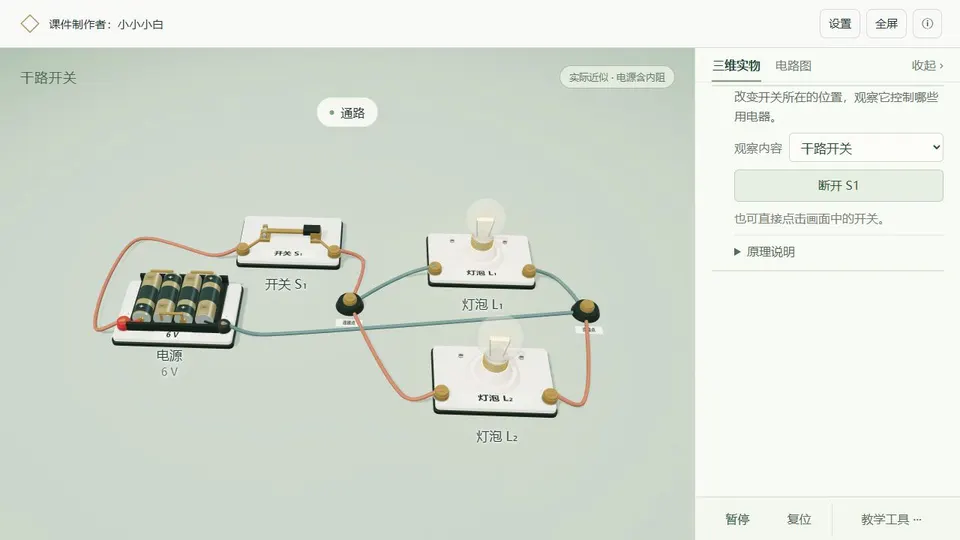 课件制作者：小小小白
设置
全屏
干路开关
实际近似 · 电源含内阻
通路
三维实物
电路图
收起 ›
改变开关所在的位置，观察它控制哪些
用电器。
观察内容
干路开关
断开 S1
也可直接点击画面中的开关。
原理说明
开关 S₁
开关 S₁
灯泡 L₁
灯泡 L₁
6 V
电源
6 V
灯泡 L₂
灯泡 L₂
暂停
复位
教学工具 ···